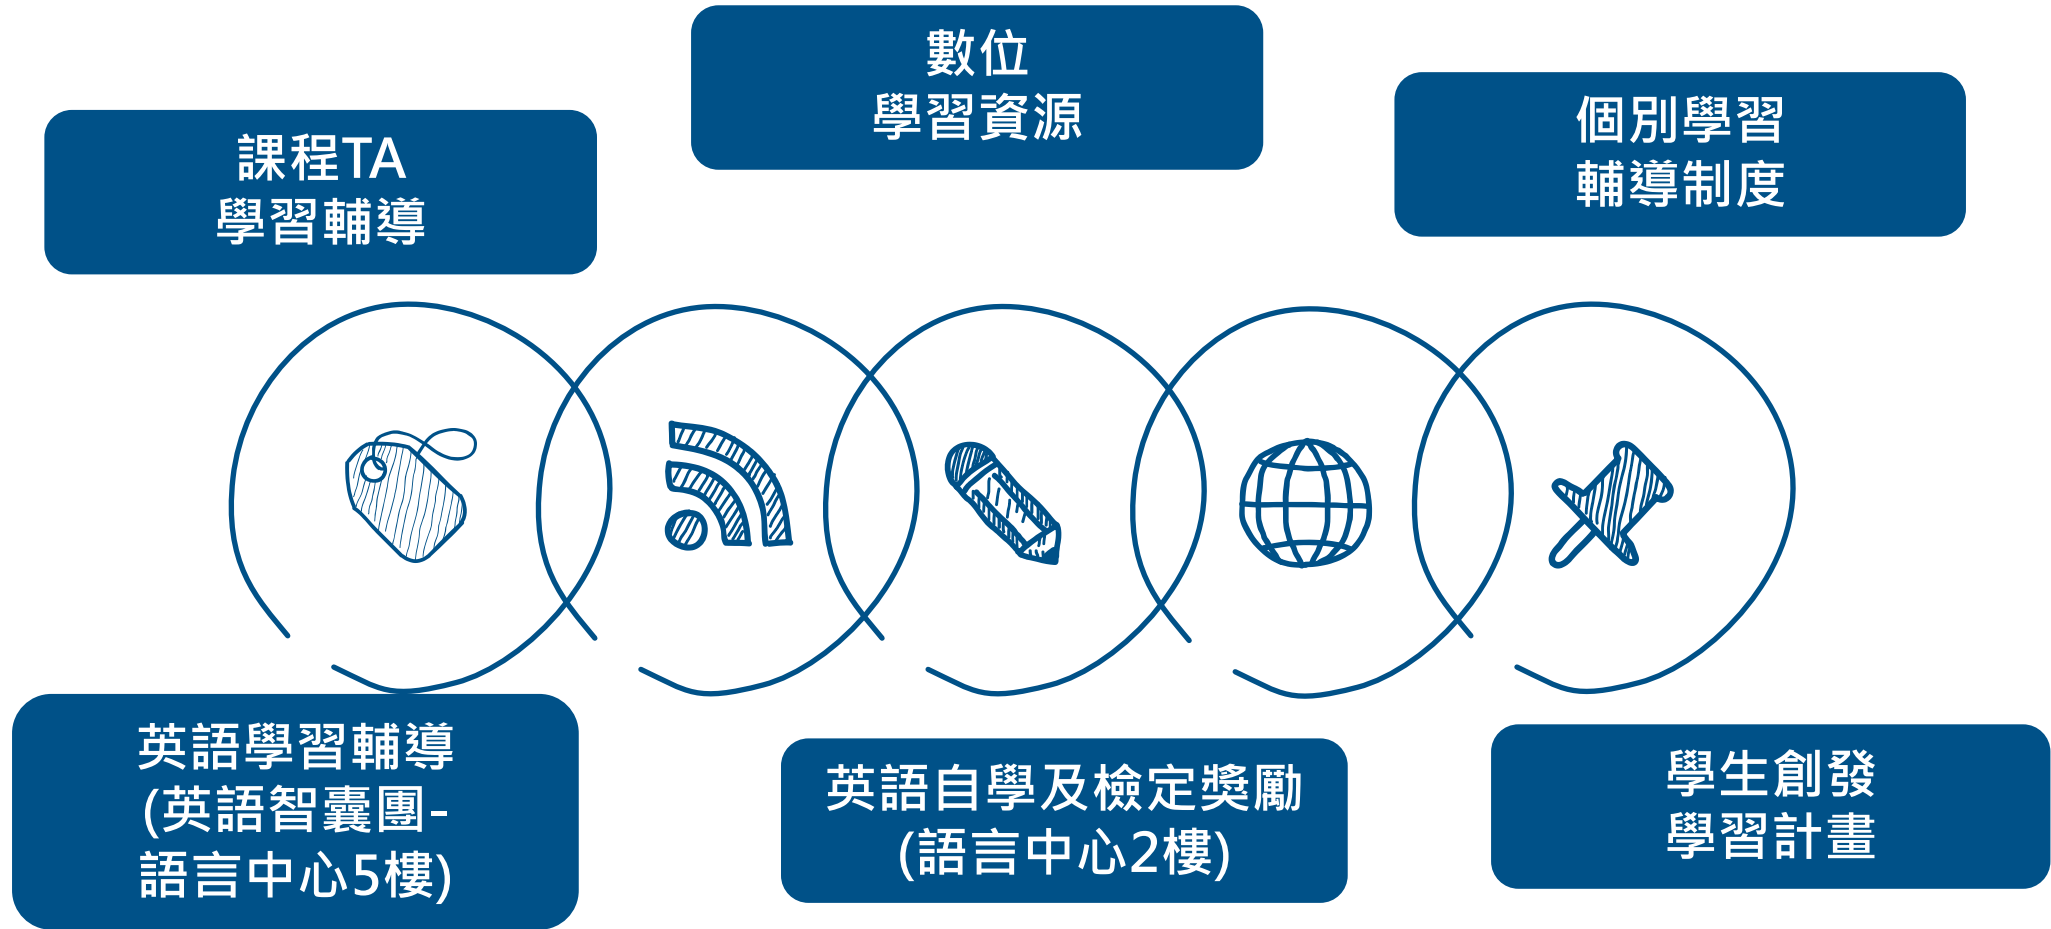 課程TA
學習輔導
數位
學習資源
個別學習
輔導制度
英語學習輔導
(英語智囊團-
語言中心5樓)
英語自學及檢定獎勵
(語言中心2樓)
學生創發
學習計畫